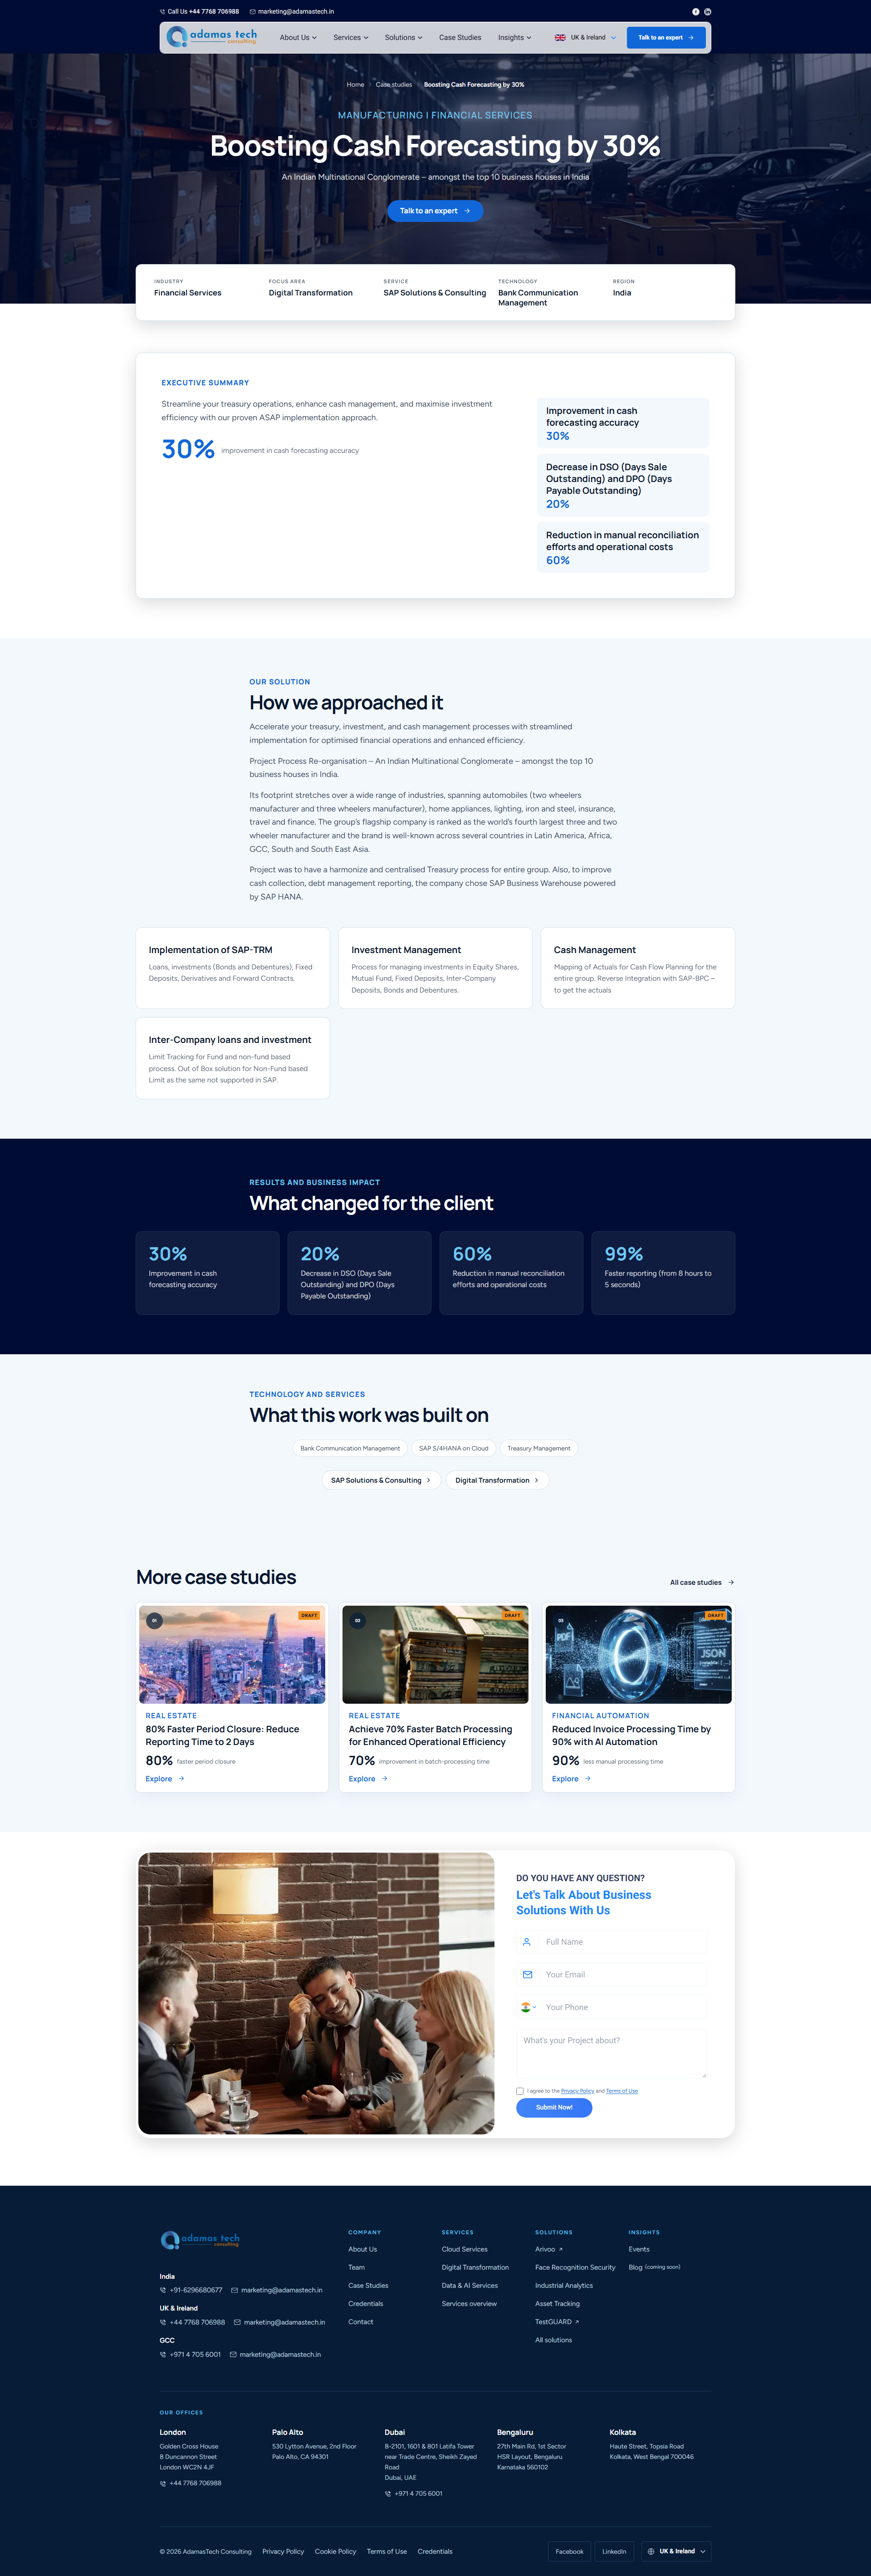 Call Us +44 7768 706988
marketing@adamastech.in
adamas tech
consulting
About Us
Services
Solutions
Case Studies
Insights
UK & Ireland
Talk to an expert
Home
Case studies
Boosting Cash Forecasting by 30%
MANUFACTURING I FINANCIAL SERVICES
Boosting Cash Forecasting by 30%
An Indian Multinational Conglomerate – amongst the top 10 business houses in India
Talk to an expert
INDUSTRY
Financial Services
FOCUS AREA
Digital Transformation
SERVICE
SAP Solutions & Consulting
TECHNOLOGY
Bank Communication
Management
REGION
India
EXECUTIVE SUMMARY
Streamline your treasury operations, enhance cash management, and maximise investment
efficiency with our proven ASAP implementation approach.
30% improvement in cash forecasting accuracy
Improvement in cash
forecasting accuracy
30%
Decrease in DSO (Days Sale
Outstanding) and DPO (Days
Payable Outstanding)
20%
Reduction in manual reconciliation
efforts and operational costs
60%
OUR SOLUTION
How we approached it
Accelerate your treasury, investment, and cash management processes with streamlined
implementation for optimised financial operations and enhanced efficiency.
Project Process Re-organisation – An Indian Multinational Conglomerate – amongst the top 10
business houses in India.
Its footprint stretches over a wide range of industries, spanning automobiles (two wheelers
manufacturer and three wheelers manufacturer), home appliances, lighting, iron and steel, insurance,
travel and finance. The group's flagship company is ranked as the world's fourth largest three and two
wheeler manufacturer and the brand is well-known across several countries in Latin America, Africa,
GCC, South and South East Asia.
Project was to have a harmonize and centralised Treasury process for entire group. Also, to improve
cash collection, debt management reporting, the company chose SAP Business Warehouse powered
by SAP HANA.
Implementation of SAP-TRM
Loans, investments (Bonds and Debentures), Fixed
Deposits, Derivatives and Forward Contracts.
Investment Management
Process for managing investments in Equity Shares,
Mutual Fund, Fixed Deposits, Inter-Company
Deposits, Bonds and Debentures.
Cash Management
Mapping of Actuals for Cash Flow Planning for the
entire group. Reverse Integration with SAP-BPC –
to get the actuals
Inter-Company loans and investment
Limit Tracking for Fund and non-fund based
process. Out of Box solution for Non-Fund based
Limit as the same not supported in SAP.
RESULTS AND BUSINESS IMPACT
What changed for the client
30%
Improvement in cash
forecasting accuracy
20%
Decrease in DSO (Days Sale
Outstanding) and DPO (Days
Payable Outstanding)
60%
Reduction in manual reconciliation
efforts and operational costs
99%
Faster reporting (from 8 hours to
5 seconds)
TECHNOLOGY AND SERVICES
What this work was built on
Bank Communication Management
SAP S/4HANA on Cloud
Treasury Management
SAP Solutions & Consulting
Digital Transformation
More case studies
All case studies
01
DRAFT
REAL ESTATE
80% Faster Period Closure: Reduce
Reporting Time to 2 Days
80% faster period closure
Explore
02
DRAFT
REAL ESTATE
Achieve 70% Faster Batch Processing
for Enhanced Operational Efficiency
70% improvement in batch-processing time
Explore
03
DRAFT
PDF
JSON
FINANCIAL AUTOMATION
Reduced Invoice Processing Time by
90% with AI Automation
90% less manual processing time
Explore
DO YOU HAVE ANY QUESTION?
Let's Talk About Business
Solutions With Us
Full Name
Your Email
Your Phone
What's your Project about?
I agree to the Privacy Policy and Terms of Use
Submit Now!
adamas tech
consulting
India
+91-6296680677
marketing@adamastech.in
UK & Ireland
+44 7768 706988
marketing@adamastech.in
GCC
+971 4 705 6001
marketing@adamastech.in
COMPANY
About Us
Team
Case Studies
Credentials
Contact
SERVICES
Cloud Services
Digital Transformation
Data & AI Services
Services overview
SOLUTIONS
Arivoo
Face Recognition Security
Industrial Analytics
Asset Tracking
TestGUARD
All solutions
INSIGHTS
Events
Blog (coming soon)
OUR OFFICES
London
Golden Cross House
8 Duncannon Street
London WC2N 4JF
+44 7768 706988
Palo Alto
530 Lytton Avenue, 2nd Floor
Palo Alto, CA 94301
Dubai
B-2101, 1601 & 801 Latifa Tower
near Trade Centre, Sheikh Zayed
Road
Dubai, UAE
+971 4 705 6001
Bengaluru
27th Main Rd, 1st Sector
HSR Layout, Bengaluru
Karnataka 560102
Kolkata
Haute Street, Topsia Road
Kolkata, West Bengal 700046
© 2026 AdamasTech Consulting
Privacy Policy
Cookie Policy
Terms of Use
Credentials
Facebook
LinkedIn
UK & Ireland